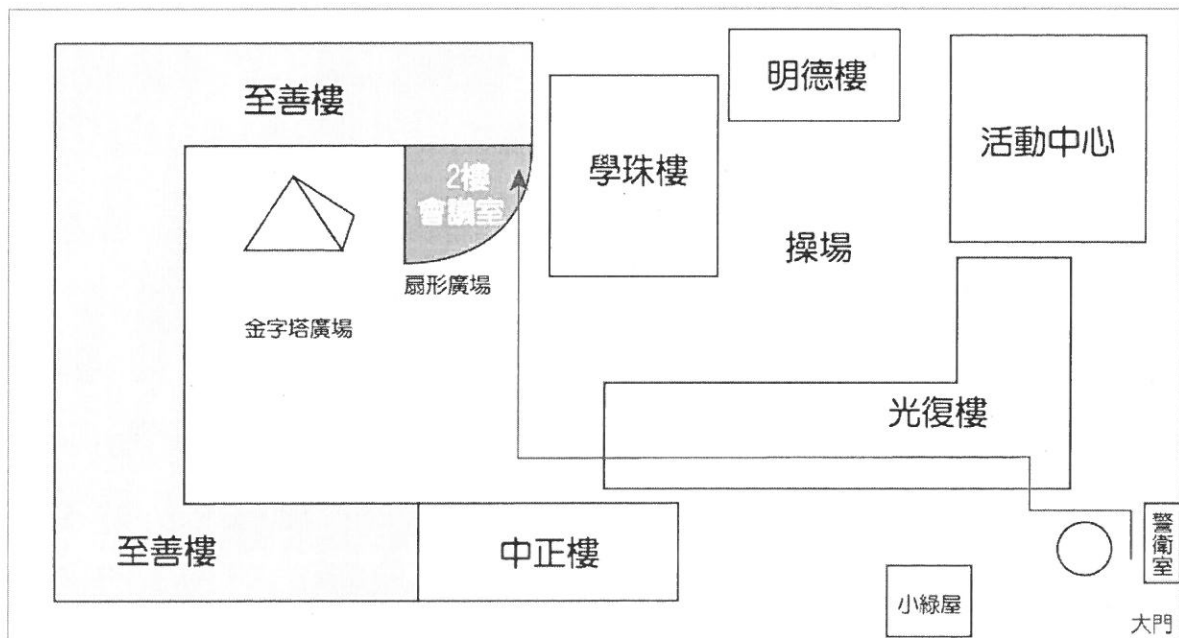 明德樓
至善樓
活動中心
學珠樓
2樓
會議室
操場
扇形廣場
金字塔廣場
光復樓
至善樓
中正樓
警衛室
小綠屋
大門